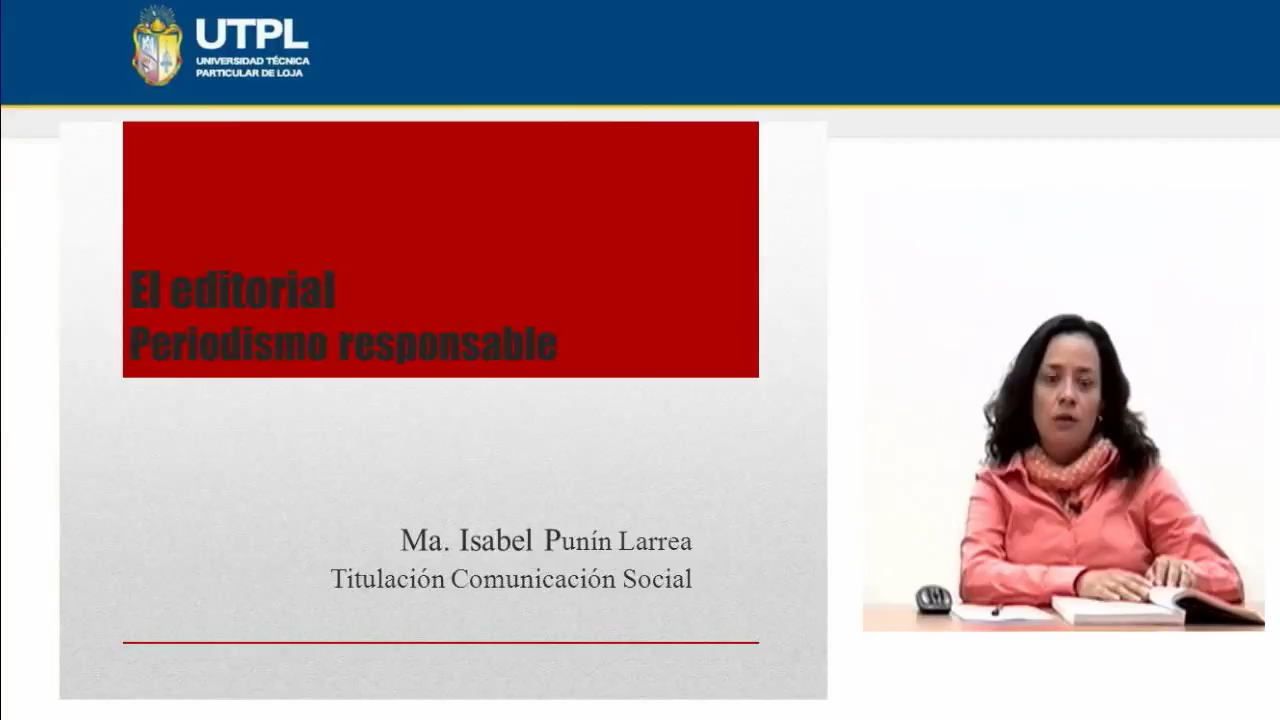 UTPL
UNIVERSIDAD TÉCNICA
PARTICULAR DE LOJA
El editorial
Periodismo responsable
Ma. Isabel Punín Larrea
Titulación Comunicación Social